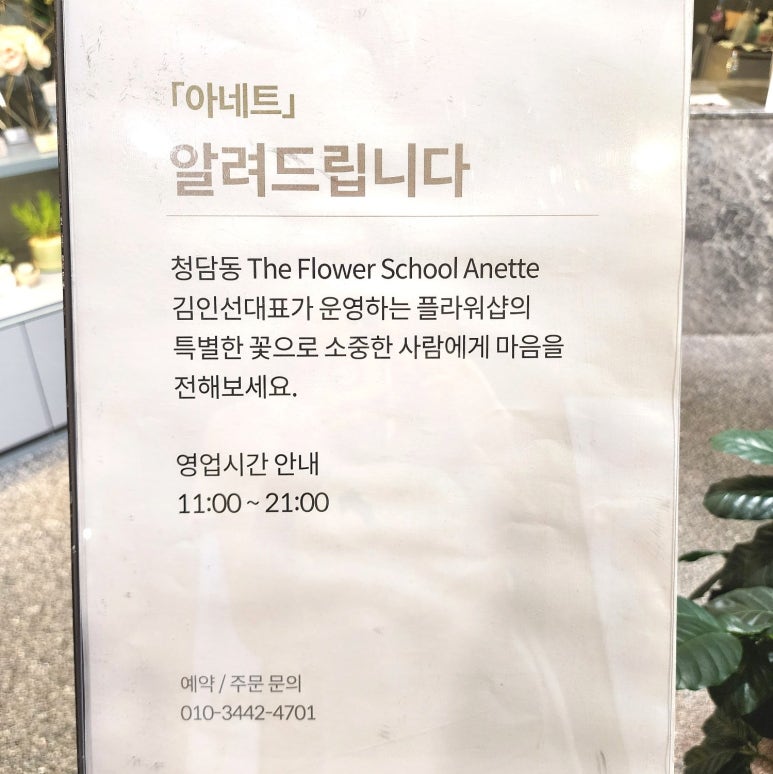 「아네트」
알려드립니다
청담동 The Flower School Anette
김인선대표가 운영하는 플라워샵의
특별한 꽃으로 소중한 사람에게 마음을
전해보세요.
영업시간 안내
11:00 ~ 21:00
예약 / 주문 문의
010-3442-4701